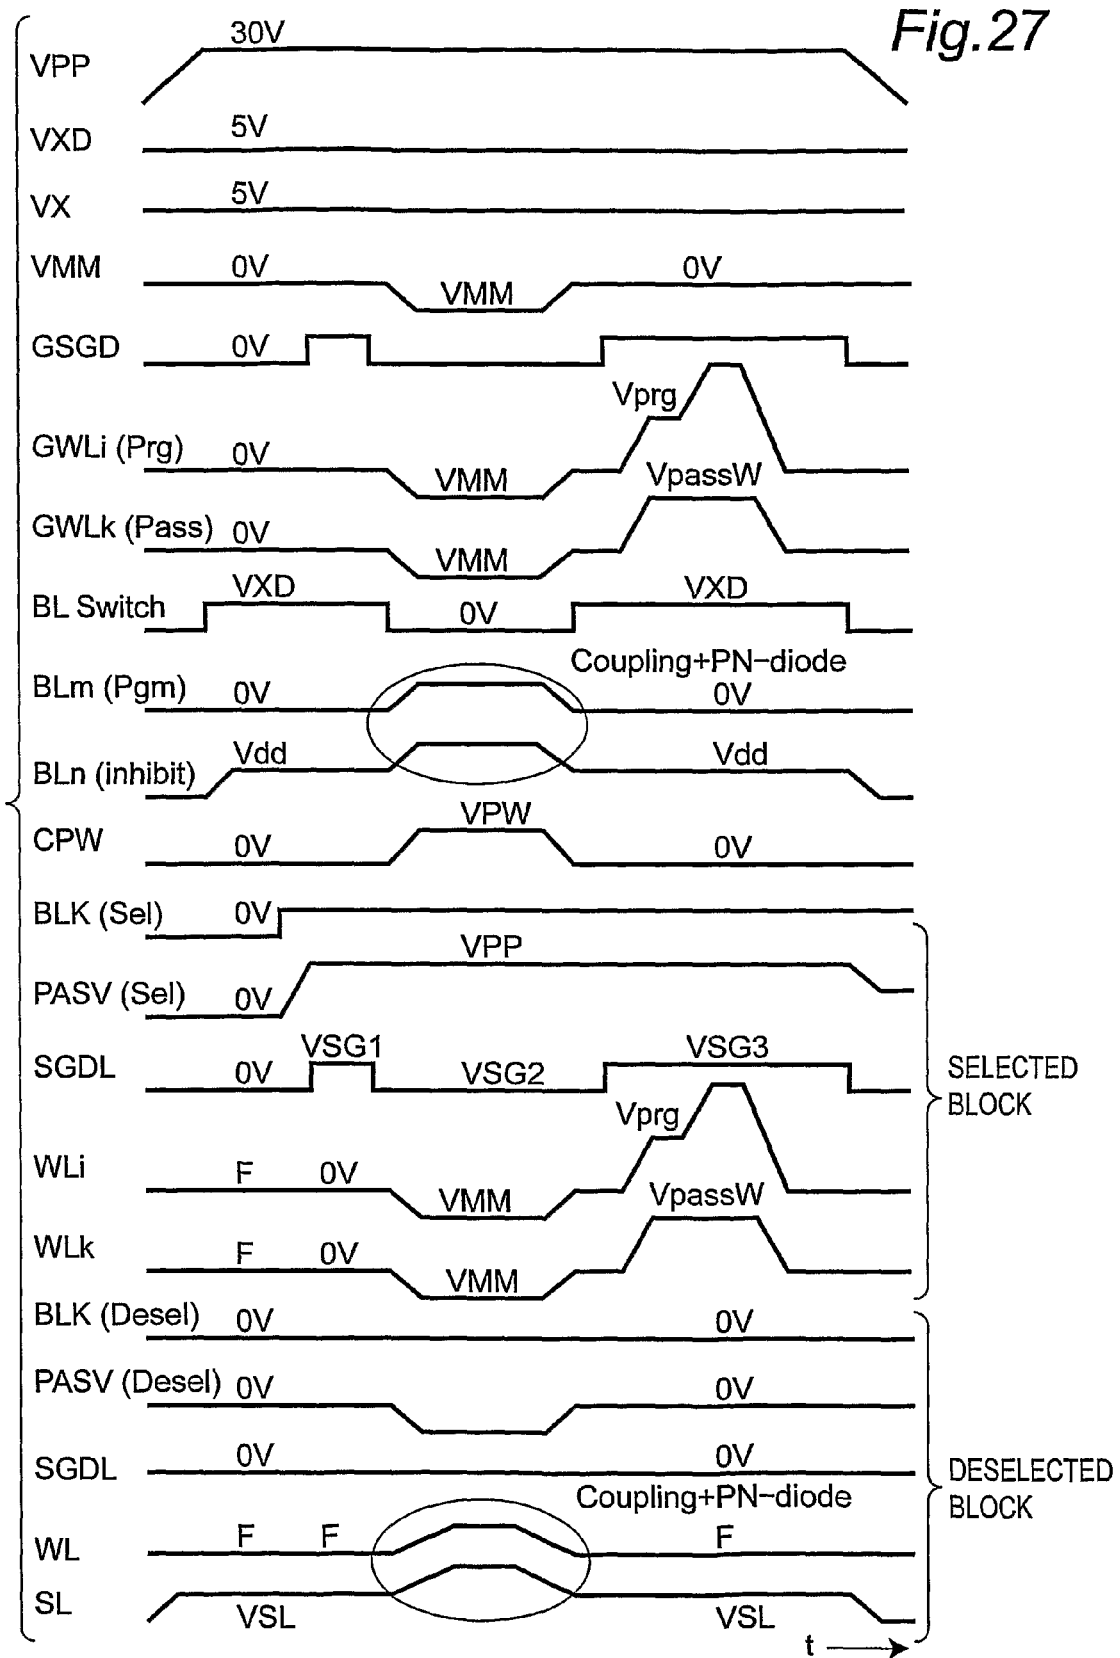 Fig.27
VPP 30V
VXD 5V
VX 5V
VMM 0V VMM 0V
GSGD 0V
GWLi (Prg) 0V VMM Vprg
GWLk (Pass) 0V VMM VpassW
BL Switch VXD 0V VXD
Coupling+PN-diode
BLm (Pgm) 0V 0V
BLn (inhibit) Vdd Vdd
CPW 0V VPW 0V
BLK (Sel) 0V
PASV (Sel) 0V VPP
SGDL 0V VSG1 VSG2 VSG3
WLi F 0V VMM Vprg
WLk F 0V VMM VpassW
SELECTED
BLOCK
BLK (Desel) 0V 0V
PASV (Desel) 0V 0V
SGDL 0V 0V
Coupling+PN-diode
WL F F F
SL VSL VSL
DESELECTED
BLOCK
t